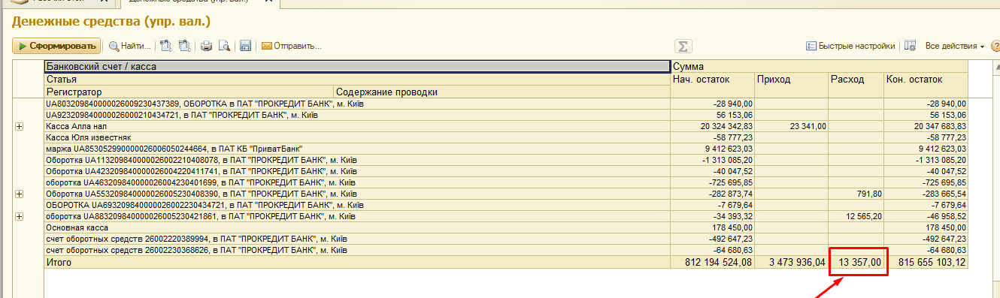 Денежные средства (упр. вал.)
Сформировать Найти... Отправить... Σ Быстрые настройки Все действия ?
Банковский счет / касса Сумма
Статья Нач. остаток Приход Расход Кон. остаток
Регистратор Содержание проводки
UA803209840000026009230437389, ОБОРОТКА в ПАТ "ПРОКРЕДИТ БАНК", м. Київ -28 940,00 -28 940,00
UA923209840000026000210434721, в ПАТ "ПРОКРЕДИТ БАНК", м. Київ 56 153,06 56 153,06
Касса Алла нал 20 324 342,83 23 341,00 20 347 683,83
Касса Юля известняк -58 777,23 -58 777,23
маржа UA853052990000026006050244664, в ПАТ КБ "ПриватБанк" 9 412 623,03 9 412 623,03
Оборотка UA113209840000026002210408078, в ПАТ "ПРОКРЕДИТ БАНК", м. Київ -1 313 085,20 -1 313 085,20
Оборотка UA423209840000026004220411741, в ПАТ "ПРОКРЕДИТ БАНК", м. Київ -40 047,52 -40 047,52
оборотка UA463209840000026004230401699, в ПАТ "ПРОКРЕДИТ БАНК", м. Київ -725 695,85 -725 695,85
Оборотка UA553209840000026005230408390, в ПАТ "ПРОКРЕДИТ БАНК", м. Київ -282 873,74 791,80 -283 665,54
ОБОРОТКА UA693209840000026002230434721, в ПАТ "ПРОКРЕДИТ БАНК", м. Київ -7 679,64 -7 679,64
оборотка UA883209840000026005230421861, в ПАТ "ПРОКРЕДИТ БАНК", м. Київ -34 393,32 12 565,20 -46 958,52
Основная касса 178 450,00 178 450,00
счет оборотных средств 26002220389994, в ПАТ "ПРОКРЕДИТ БАНК", м. Київ -492 647,23 -492 647,23
счет оборотных средств 26002230368626, в ПАТ "ПРОКРЕДИТ БАНК", м. Київ -64 680,63 -64 680,63
Итого 812 194 524,08 3 473 936,04 13 357,00 815 655 103,12